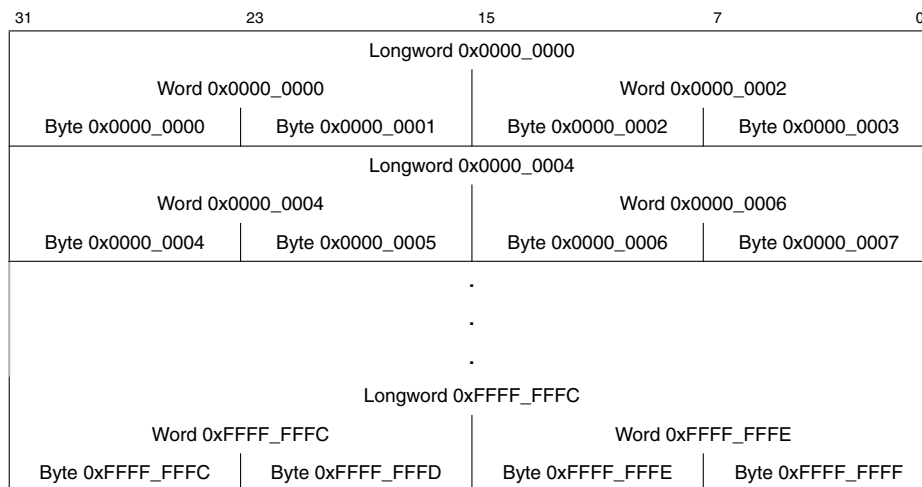 31 23 15 7 0
Longword 0x0000_0000
Word 0x0000_0000 Word 0x0000_0002
Byte 0x0000_0000 Byte 0x0000_0001 Byte 0x0000_0002 Byte 0x0000_0003
Longword 0x0000_0004
Word 0x0000_0004 Word 0x0000_0006
Byte 0x0000_0004 Byte 0x0000_0005 Byte 0x0000_0006 Byte 0x0000_0007
.
.
.
Longword 0xFFFF_FFFC
Word 0xFFFF_FFFC Word 0xFFFF_FFFE
Byte 0xFFFF_FFFC Byte 0xFFFF_FFFD Byte 0xFFFF_FFFE Byte 0xFFFF_FFFF